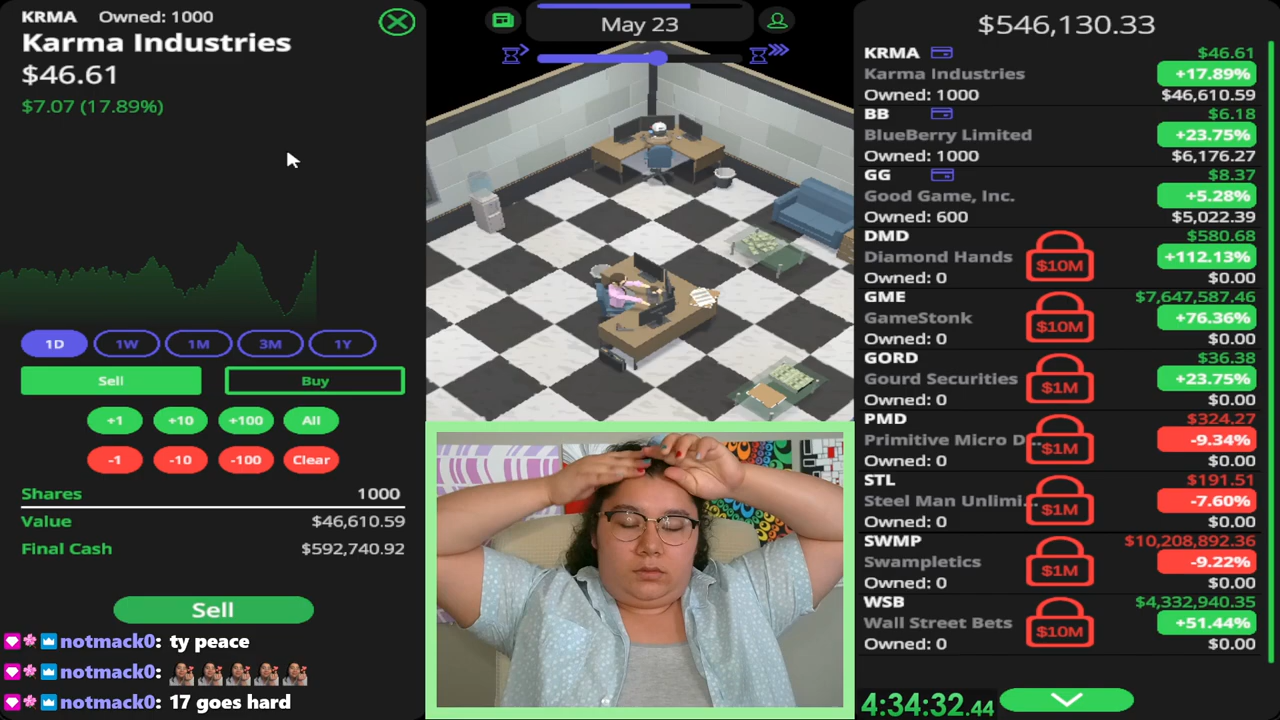 KRMA Owned: 1000
Karma Industries
$46.61
$7.07 (17.89%)
1D 1W 1M 3M 1Y
Sell Buy
+1 +10 +100 All
-1 -10 -100 Clear
Shares 1000
Value $46,610.59
Final Cash $592,740.92
Sell
notmack0: ty peace
notmack0:
notmack0: 17 goes hard
May 23
$546,130.33
KRMA $46.61
Karma Industries +17.89%
Owned: 1000 $46,610.59
BB $6.18
BlueBerry Limited +23.75%
Owned: 1000 $6,176.27
GG $8.37
Good Game, Inc. +5.28%
Owned: 600 $5,022.39
DMD $580.68
Diamond Hands $10M +112.13%
Owned: 0 $0.00
GME $7,647,587.46
GameStonk $10M +76.36%
Owned: 0 $0.00
GORD $36.38
Gourd Securities $1M +23.75%
Owned: 0 $0.00
PMD $324.27
Primitive Micro D... $1M -9.34%
Owned: 0 $0.00
STL $191.51
Steel Man Unlimi... $1M -7.60%
Owned: 0 $0.00
SWMP $10,208,892.36
Swampletics $1M -9.22%
Owned: 0 $0.00
WSB $4,332,940.35
Wall Street Bets $10M +51.44%
Owned: 0 $0.00
4:34:32.44